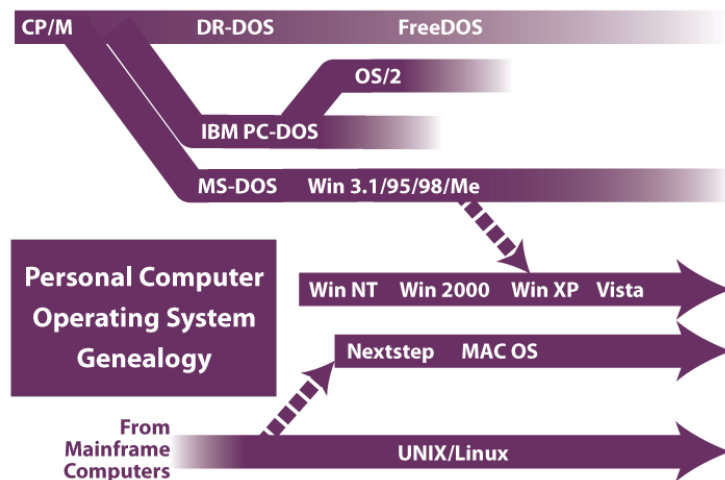 CP/M DR-DOS FreeDOS
OS/2
IBM PC-DOS
MS-DOS Win 3.1/95/98/Me
Personal Computer
Operating System
Genealogy
Win NT Win 2000 Win XP Vista
Nextstep MAC OS
From
Mainframe
Computers
UNIX/Linux